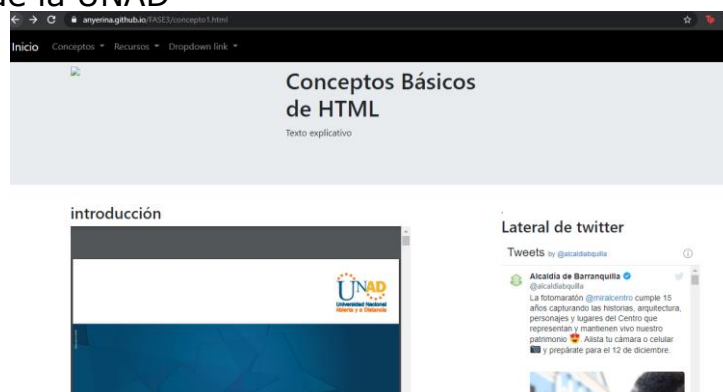 de la UNAD
anyerina.github.io/FASE3/concepto1.html
Inicio Conceptos Recursos Dropdown link
Conceptos Básicos
de HTML
Texto explicativo
introducción
UNAD
Universidad Nacional
Abierta y a Distancia
Lateral de twitter
Tweets by @alcaldiabquilla
Alcaldía de Barranquilla
@alcaldiabquilla
La fotomaratón @miralcentro cumple 15
años capturando las historias, arquitectura,
personajes y lugares del Centro que
representan y mantienen vivo nuestro
patrimonio 😍. Alista tu cámara o celular
📷 y prepárate para el 12 de diciembre.